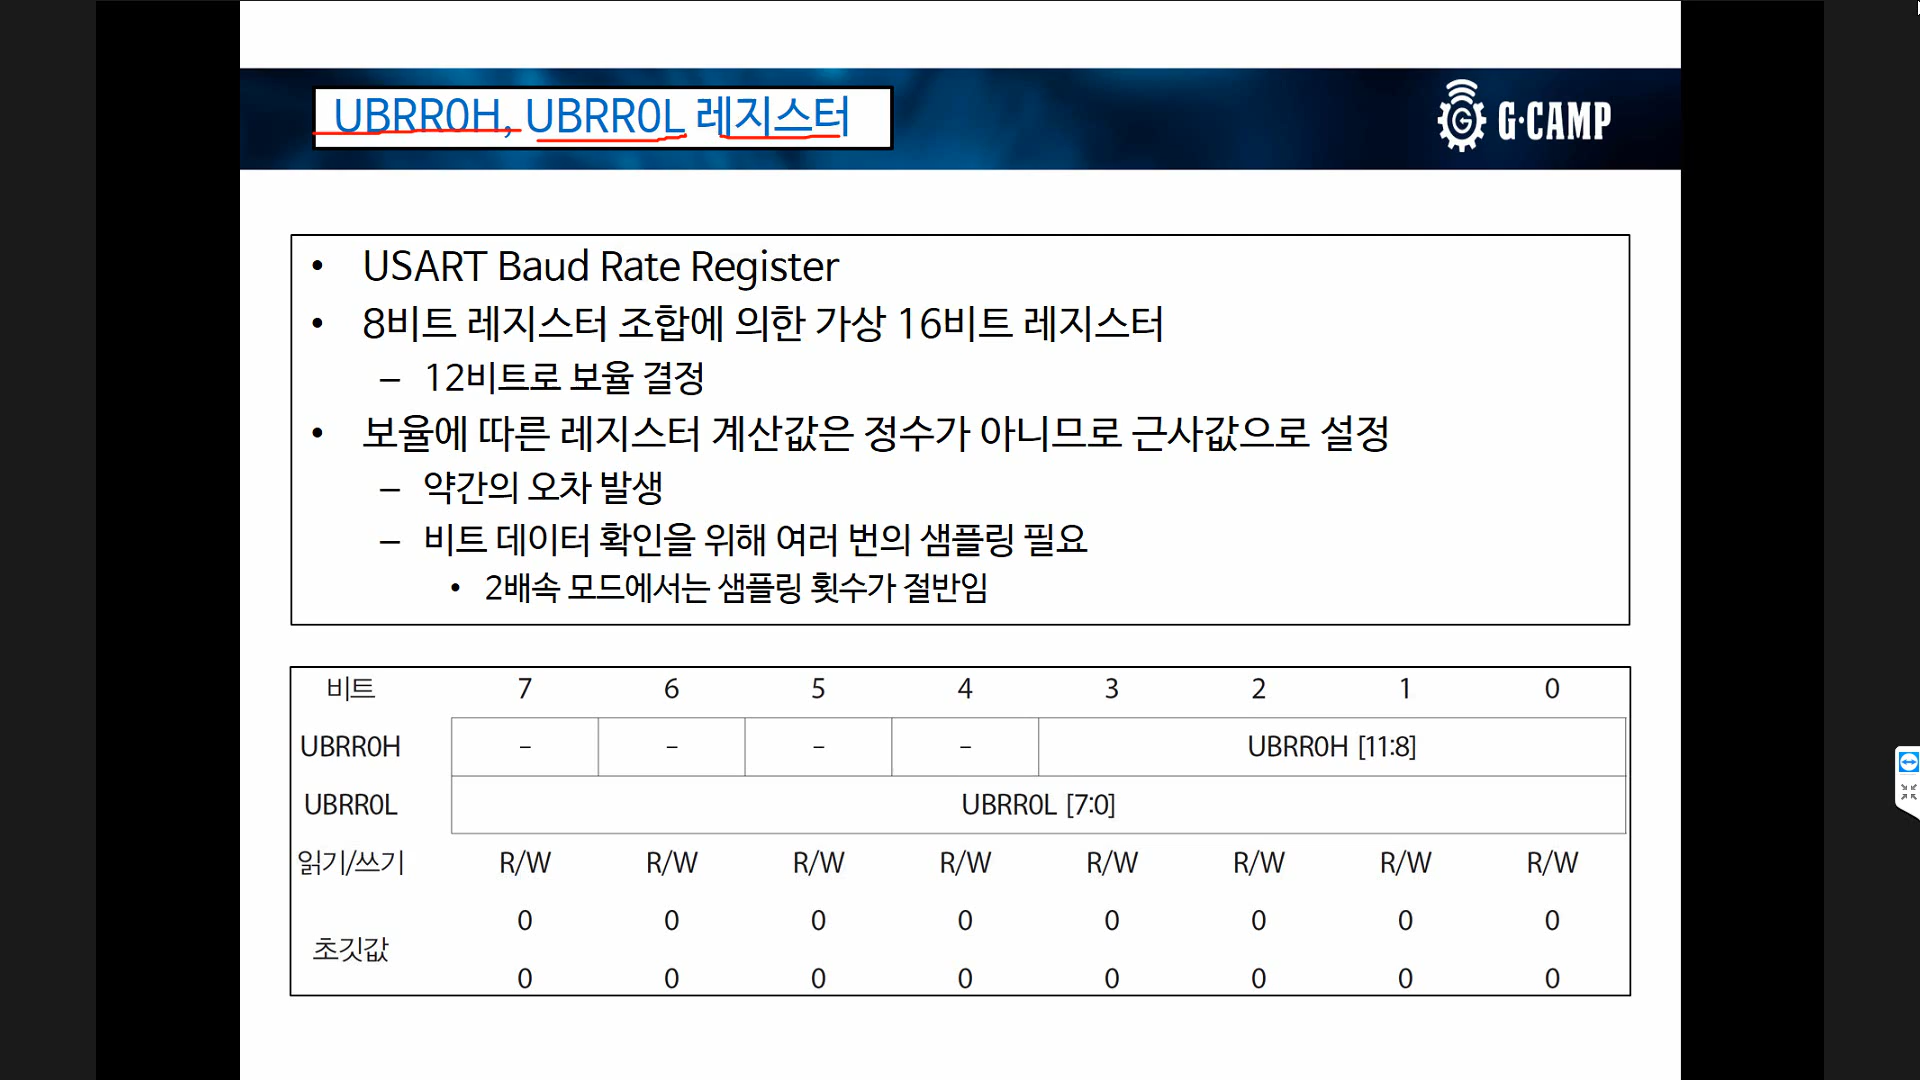 UBRR0H, UBRR0L 레지스터
G·CAMP
• USART Baud Rate Register
• 8비트 레지스터 조합에 의한 가상 16비트 레지스터
– 12비트로 보율 결정
• 보율에 따른 레지스터 계산값은 정수가 아니므로 근사값으로 설정
– 약간의 오차 발생
– 비트 데이터 확인을 위해 여러 번의 샘플링 필요
• 2배속 모드에서는 샘플링 횟수가 절반임
비트 7 6 5 4 3 2 1 0
UBRR0H – – – – UBRR0H [11:8]
UBRR0L UBRR0L [7:0]
읽기/쓰기 R/W R/W R/W R/W R/W R/W R/W R/W
초깃값
0 0 0 0 0 0 0 0
0 0 0 0 0 0 0 0